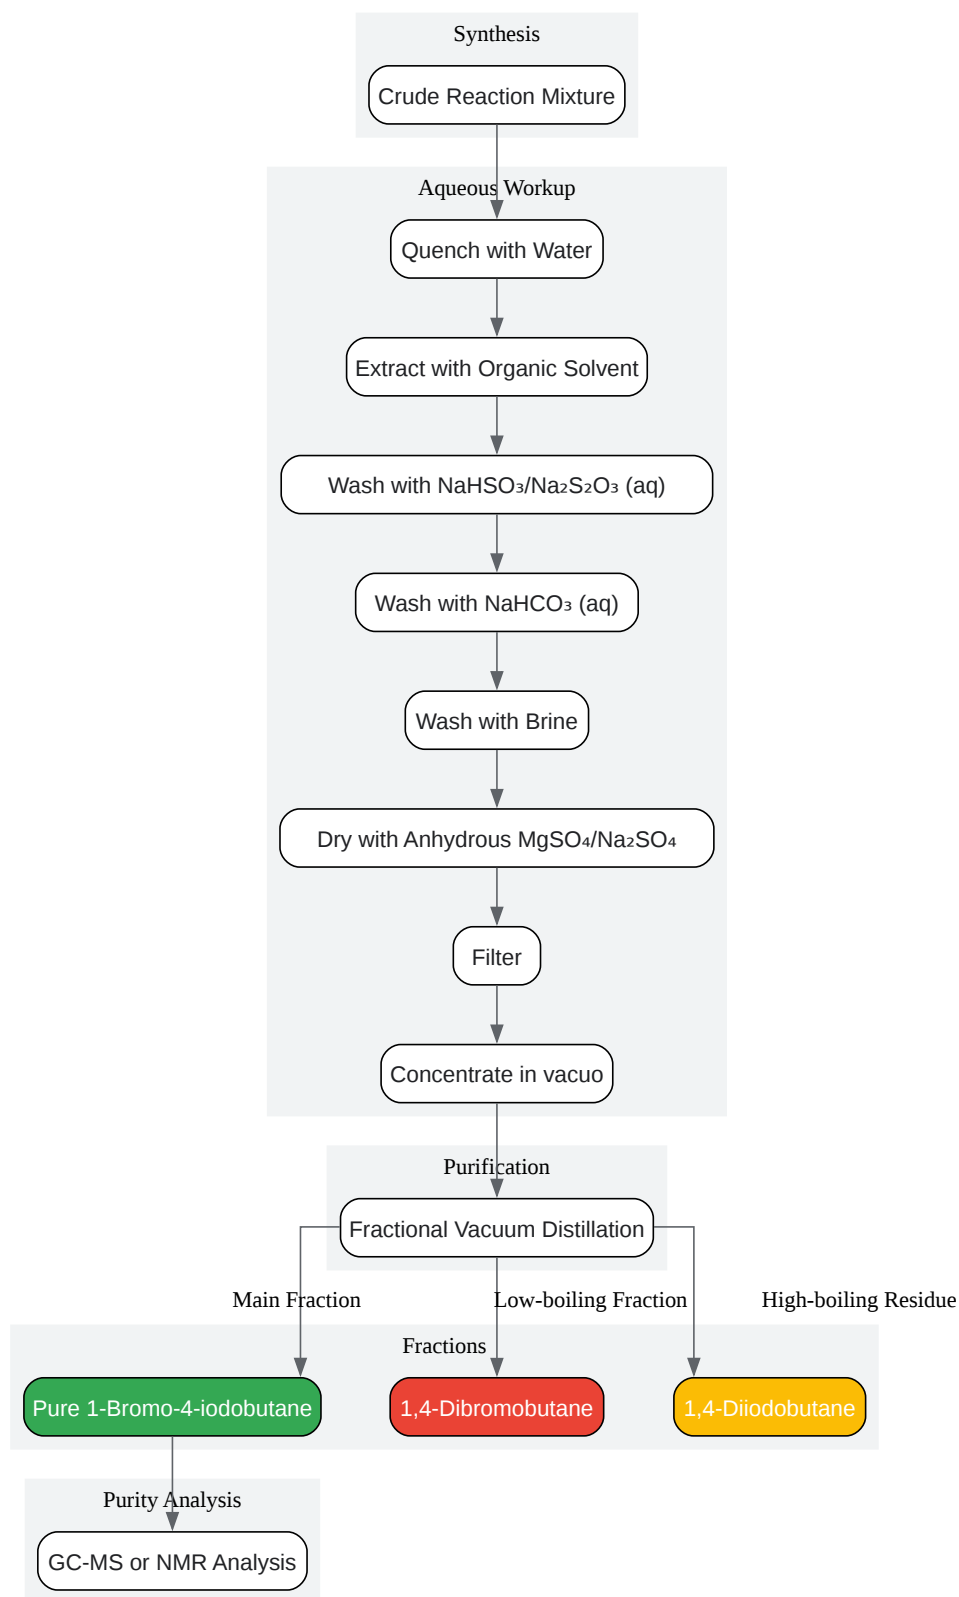 Synthesis
Crude Reaction Mixture
Aqueous Workup
Quench with Water
Extract with Organic Solvent
Wash with NaHSO₃/Na₂S₂O₃ (aq)
Wash with NaHCO₃ (aq)
Wash with Brine
Dry with Anhydrous MgSO₄/Na₂SO₄
Filter
Concentrate in vacuo
Purification
Fractional Vacuum Distillation
Main Fraction
Low-boiling Fraction
High-boiling Residue
Fractions
Pure 1-Bromo-4-iodobutane
1,4-Dibromobutane
1,4-Diiodobutane
Purity Analysis
GC-MS or NMR Analysis